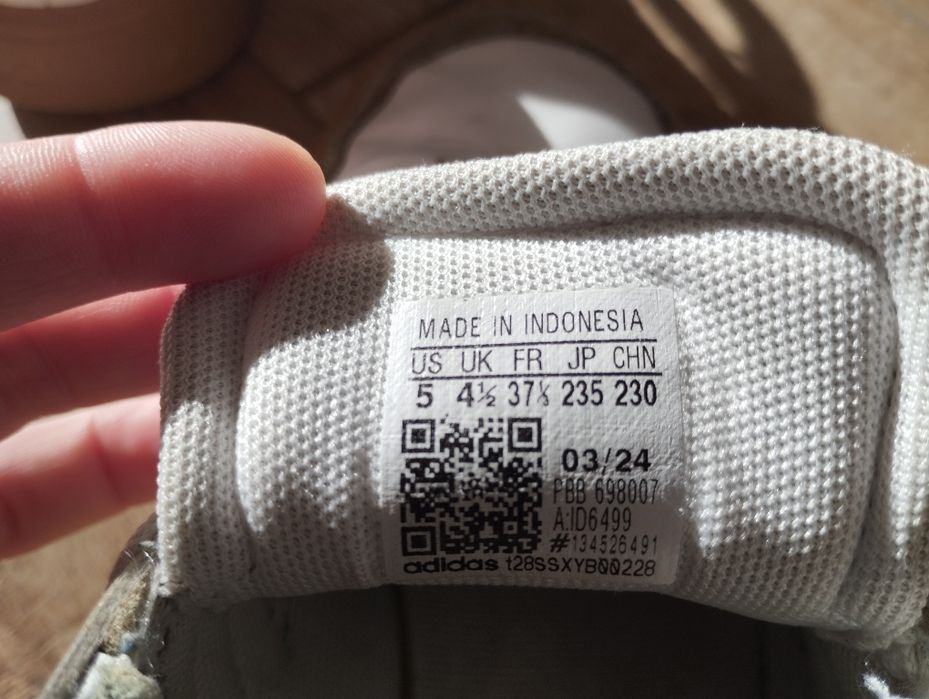 MADE IN INDONESIA
US UK FR JP CHN
5 4½ 37⅓ 235 230
03/24
PBB 698007
A:ID6499
#134526491
adidas t28SSXYB00228